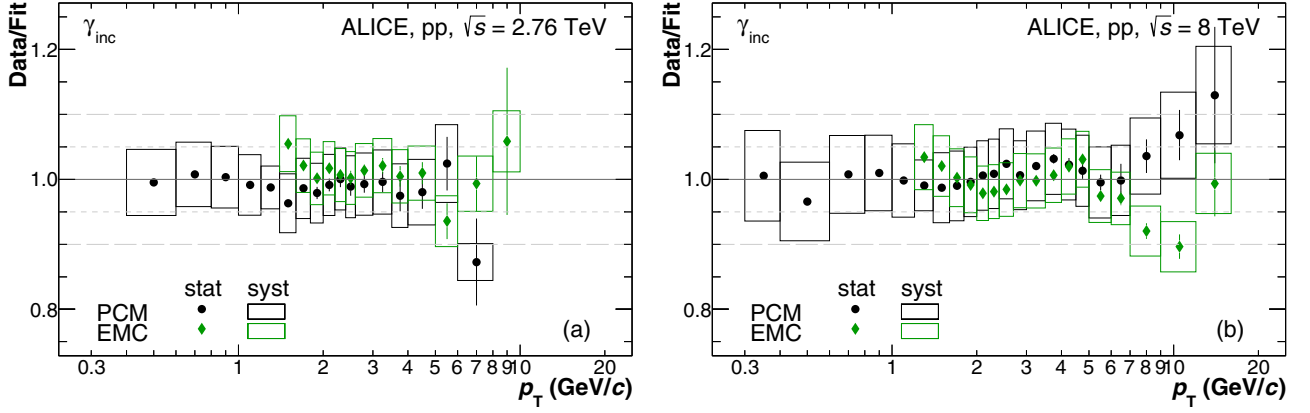 Data/Fit
γinc
ALICE, pp, √s = 2.76 TeV
1.2
1.0
0.8
stat syst
PCM
EMC
(a)
0.3 1 2 3 4 5 6 7 8 9 10 20
pT (GeV/c)
Data/Fit
γinc
ALICE, pp, √s = 8 TeV
1.2
1.0
0.8
stat syst
PCM
EMC
(b)
0.3 1 2 3 4 5 6 7 8 9 10 20
pT (GeV/c)